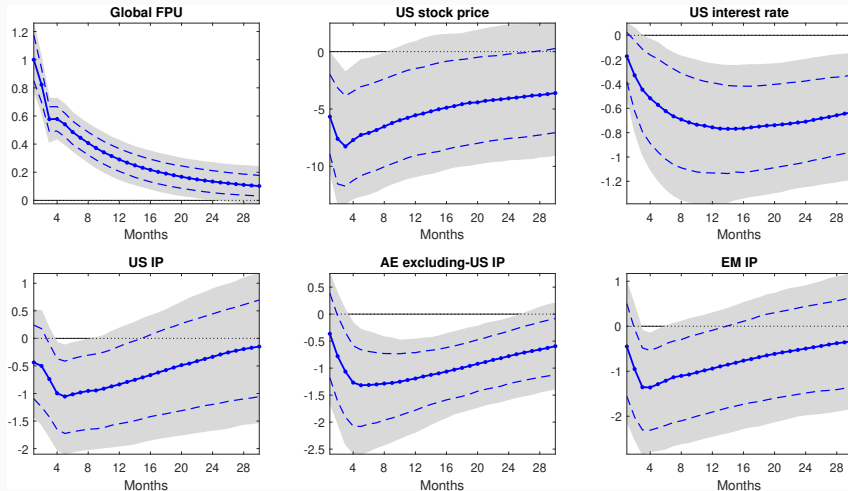 Global FPU
1.2
1
0.8
0.6
0.4
0.2
0
4 8 12 16 20 24 28
Months
US stock price
0
-5
-10
4 8 12 16 20 24 28
Months
US interest rate
0
-0.2
-0.4
-0.6
-0.8
-1
-1.2
4 8 12 16 20 24 28
Months
US IP
1
0.5
0
-0.5
-1
-1.5
-2
4 8 12 16 20 24 28
Months
AE excluding-US IP
0.5
0
-0.5
-1
-1.5
-2
-2.5
4 8 12 16 20 24 28
Months
EM IP
1
0
-1
-2
4 8 12 16 20 24 28
Months